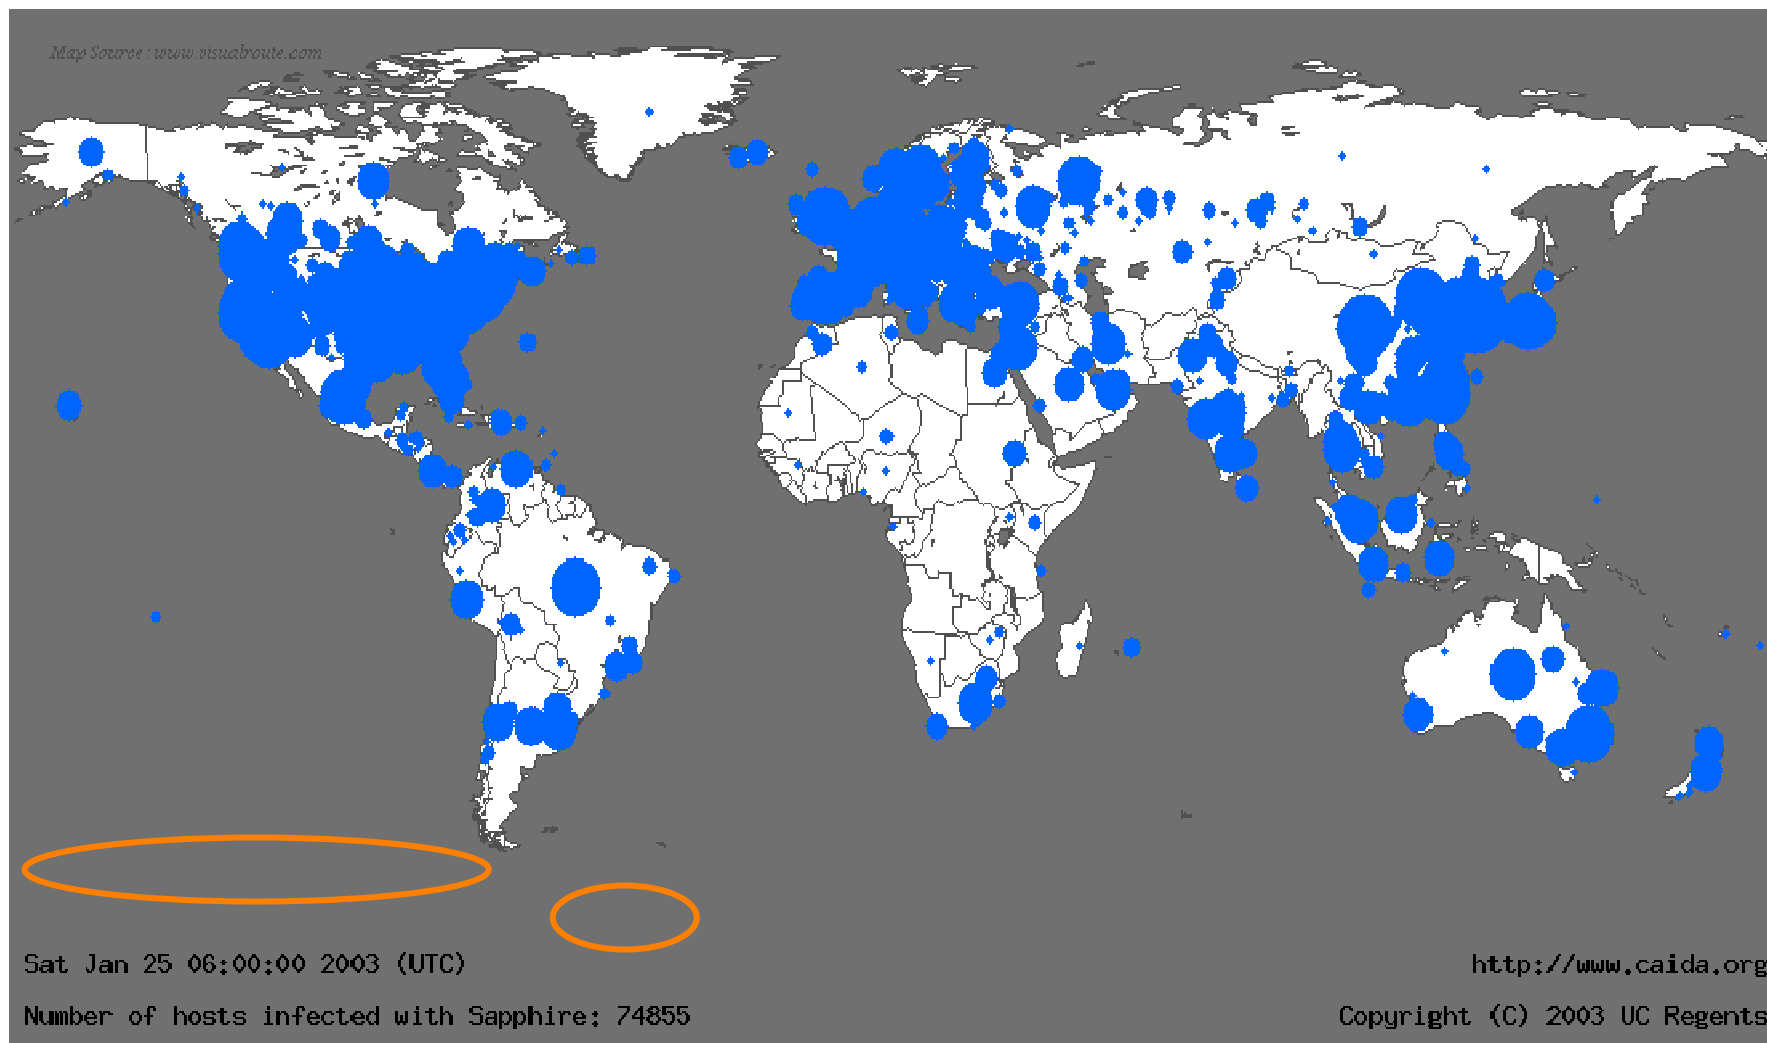 Map Source : www.visualroute.com
Sat Jan 25 06:00:00 2003 (UTC)
http://www.caida.org
Number of hosts infected with Sapphire: 74855
Copyright (C) 2003 UC Regents